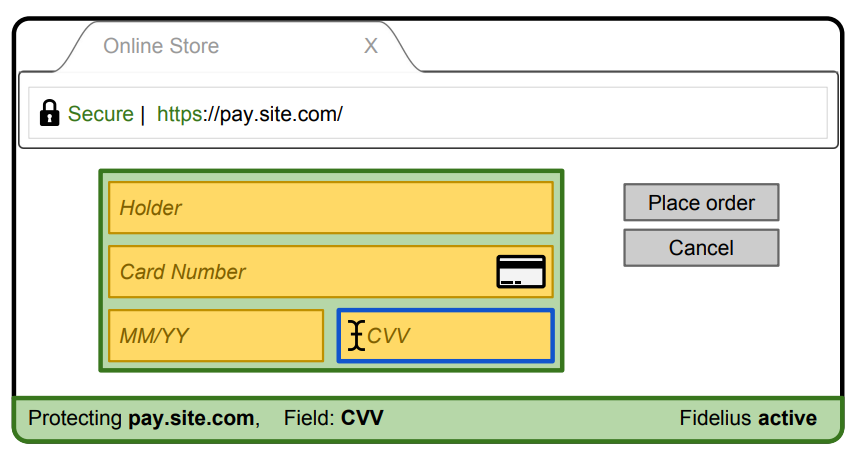 Online Store X
Secure | https://pay.site.com/
Holder
Place order
Card Number
Cancel
MM/YY CVV
Protecting pay.site.com, Field: CVV Fidelius active